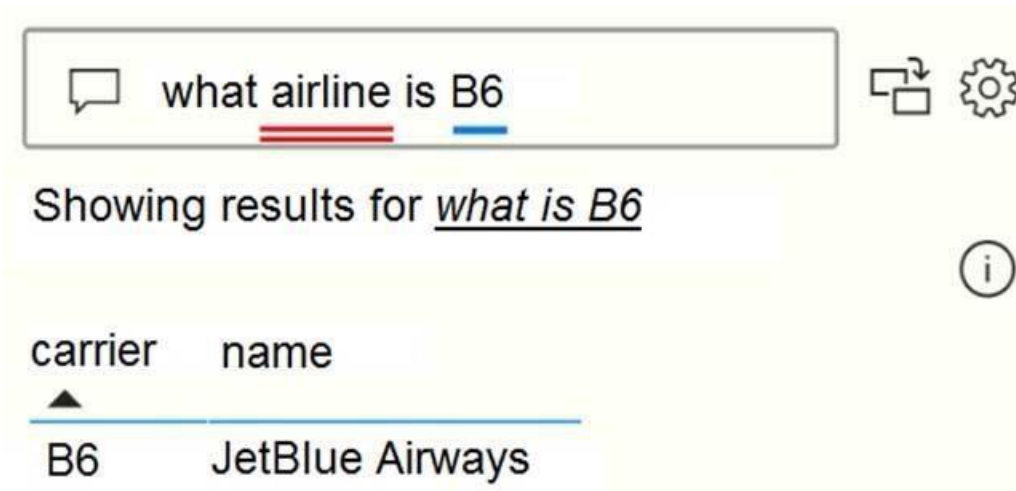 what airline is B6
Showing results for what is B6
i
carrier name
B6 JetBlue Airways